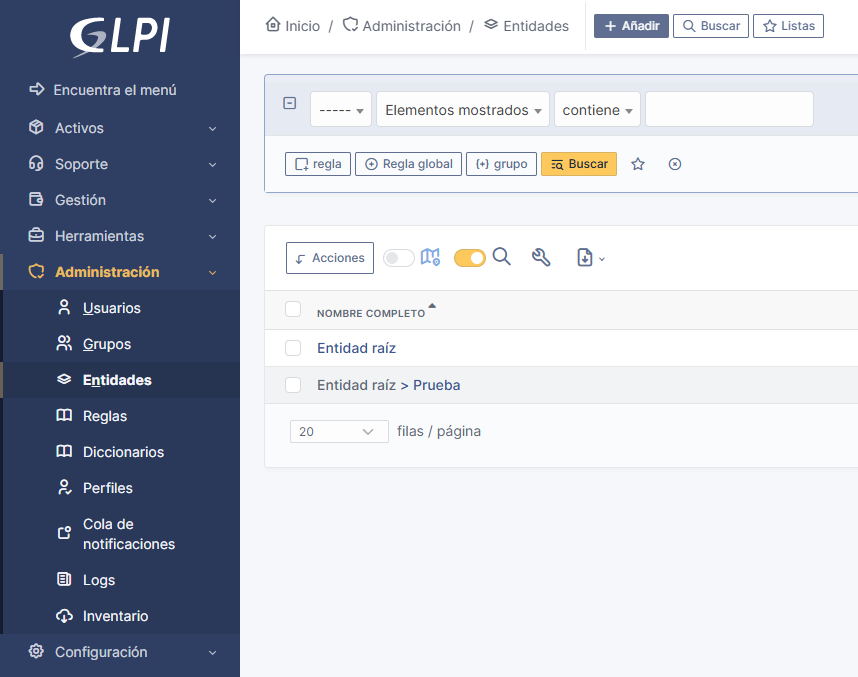 GLPI
Encuentra el menú
Activos
Soporte
Gestión
Herramientas
Administración
Usuarios
Grupos
Entidades
Reglas
Diccionarios
Perfiles
Cola de
notificaciones
Logs
Inventario
Configuración
Inicio / Administración / Entidades
+ Añadir
Buscar
Listas
-----
Elementos mostrados
contiene
regla
Regla global
{+} grupo
Buscar
Acciones
NOMBRE COMPLETO
Entidad raíz
Entidad raíz > Prueba
20
filas / página